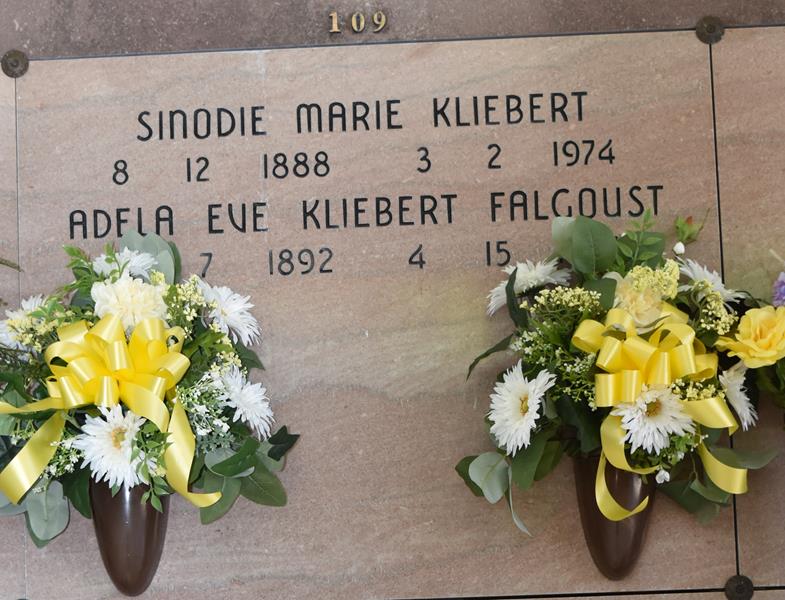 109
SINODIE MARIE KLIEBERT
8 12 1888 3 2 1974
ADELA EVE KLIEBERT FALGOUST
7 1892 4 15